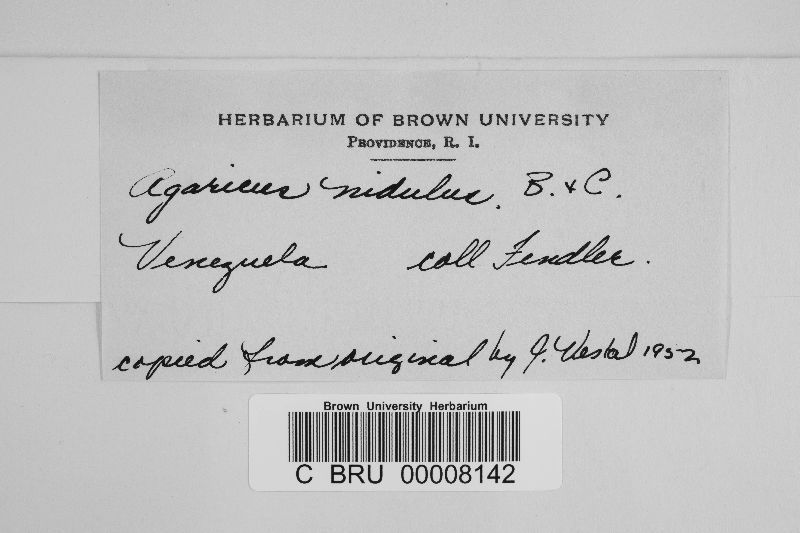 HERBARIUM OF BROWN UNIVERSITY
PROVIDENCE, R. I.
Agaricus nidulus. B. & C.
Venezuela coll Fendler.
copied from original by J. Vestal 1952
Brown University Herbarium
C BRU 00008142